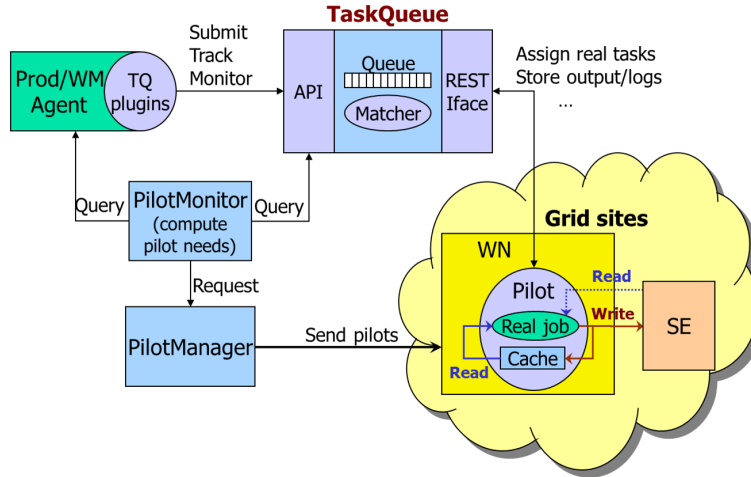 TaskQueue
Submit
Track
Monitor
Prod/WM
Agent
TQ
plugins
API
Queue
Matcher
REST
Iface
Assign real tasks
Store output/logs
...
Query
PilotMonitor
(compute
pilot needs)
Query
Request
PilotManager
Send pilots
Grid sites
WN
Pilot
Read
Real job
Write
Cache
Read
SE